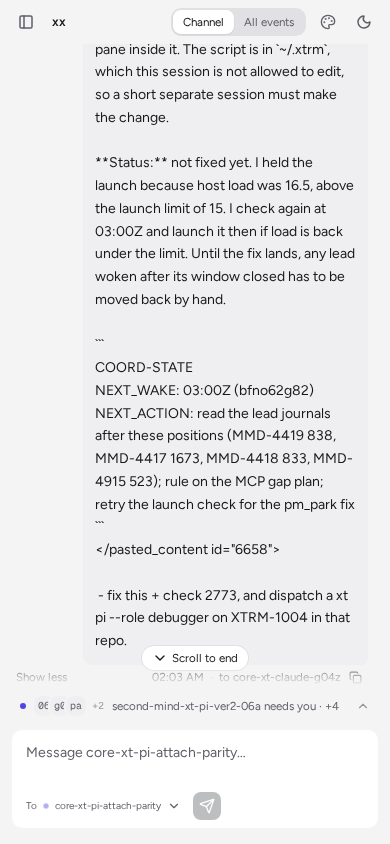 xx
Channel
All events
pane inside it. The script is in `~/.xtrm`,
which this session is not allowed to edit,
so a short separate session must make
the change.
**Status:** not fixed yet. I held the
launch because host load was 16.5, above
the launch limit of 15. I check again at
03:00Z and launch it then if load is back
under the limit. Until the fix lands, any lead
woken after its window closed has to be
moved back by hand.
```
COORD-STATE
NEXT_WAKE: 03:00Z (bfno62g82)
NEXT_ACTION: read the lead journals
after these positions (MMD-4419 838,
MMD-4417 1673, MMD-4418 833, MMD-
4915 523); rule on the MCP gap plan;
retry the launch check for the pm_park fix
```
</pasted_content id="6658">
- fix this + check 2773, and dispatch a xt
pi --role debugger on XTRM-1004 in that
repo.
Scroll to end
Show less
02:03 AM · to core-xt-claude-g04z
06 g0 pa +2 second-mind-xt-pi-ver2-06a needs you · +4
Message core-xt-pi-attach-parity...
To core-xt-pi-attach-parity